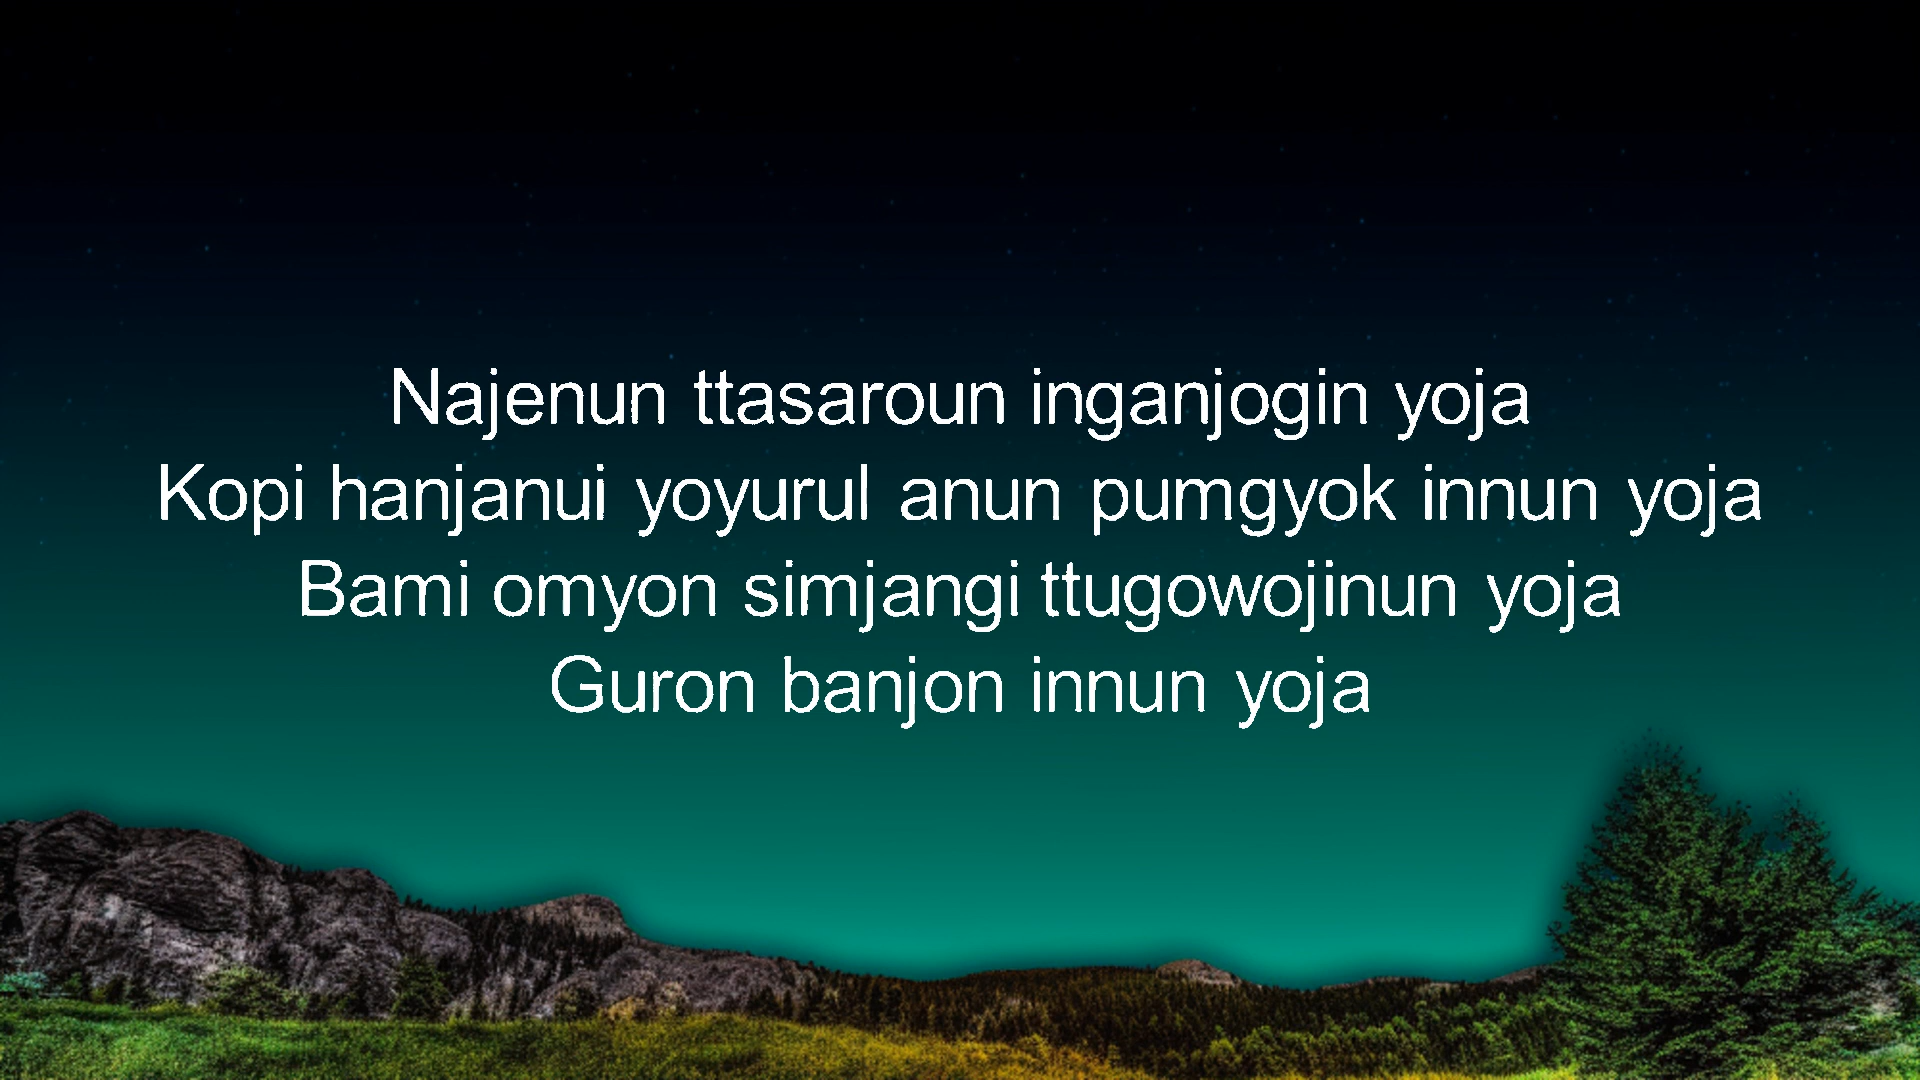 Najenun ttasaroun inganjogin yoja
Kopi hanjanui yoyurul anun pumgyok innun yoja
Bami omyon simjangi ttugowojinun yoja
Guron banjon innun yoja